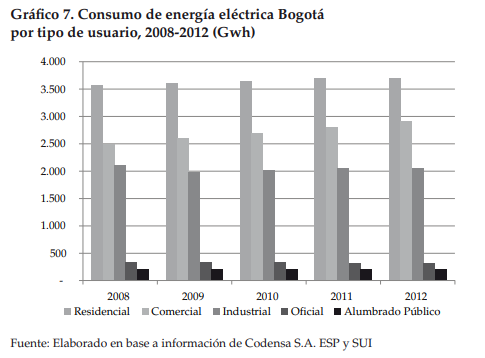 Gráfico 7. Consumo de energía eléctrica Bogotá
por tipo de usuario, 2008-2012 (Gwh)
4.000
3.500
3.000
2.500
2.000
1.500
1.000
500
-
2008 2009 2010 2011 2012
Residencial Comercial Industrial Oficial Alumbrado Público
Fuente: Elaborado en base a información de Codensa S.A. ESP y SUI